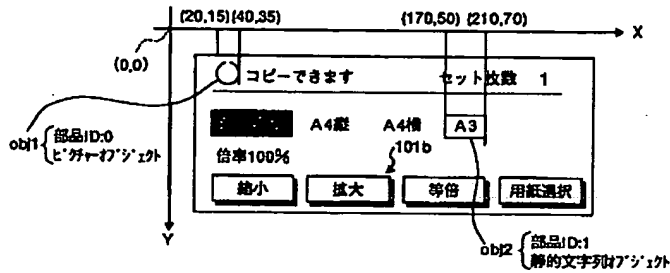 (20,15)(40,35) (170,50) (210,70)
X
(0,0)
コピーできます セット枚数 1
A4縦 A4横 A3
obj1 部品ID:0
ピクチャーオブジェクト
倍率100% 101b
縮小 拡大 等倍 用紙選択
Y
obj2 部品ID:1
静的文字列オブジェクト